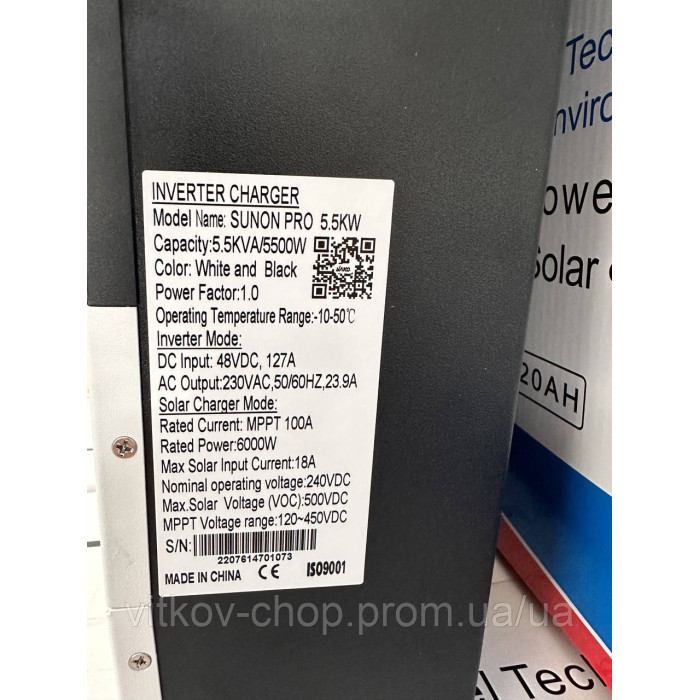 INVERTER CHARGER
Model Name: SUNON PRO 5.5KW
Capacity:5.5KVA/5500W
Color: White and Black
Power Factor:1.0
Operating Temperature Range:-10-50℃
Inverter Mode:
DC Input: 48VDC, 127A
AC Output:230VAC,50/60HZ,23.9A
Solar Charger Mode:
Rated Current: MPPT 100A
Rated Power:6000W
Max Solar Input Current:18A
Nominal operating voltage:240VDC
Max.Solar Voltage (VOC):500VDC
MPPT Voltage range:120~450VDC
S/N:
2207614701073
MADE IN CHINA CE ISO9001
Tec
nviro
owe
Solar
20AH
el Tech
vitkov-chop.prom.ua/ua